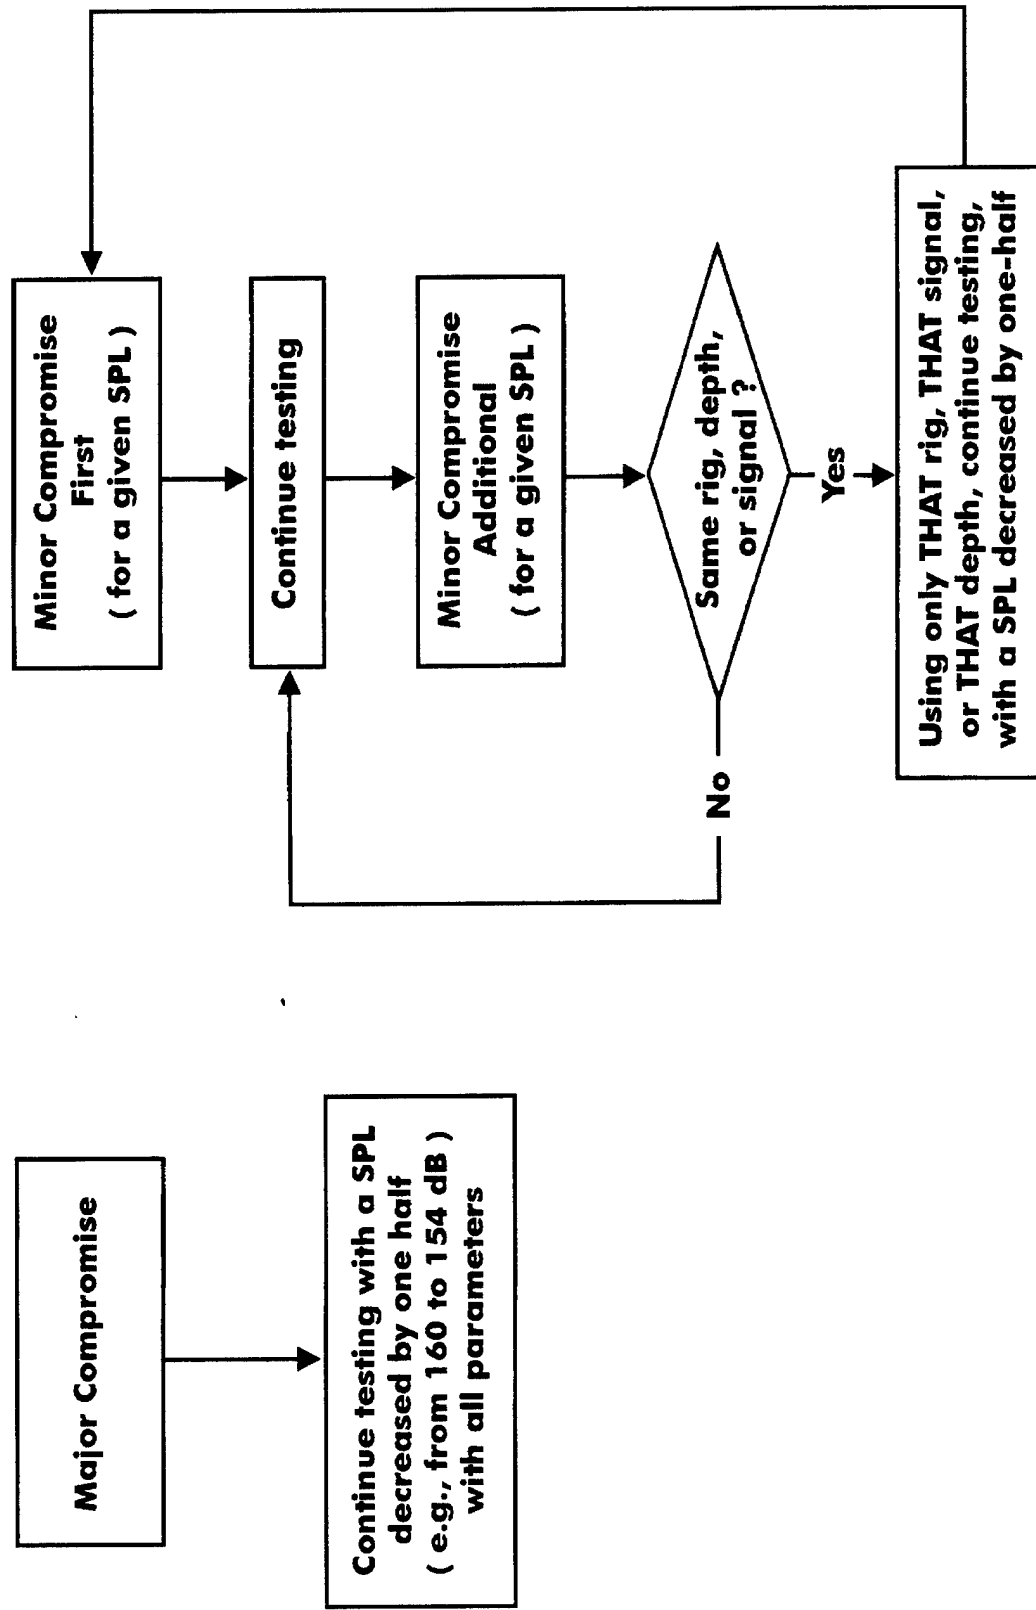 Major Compromise
Continue testing with a SPL
decreased by one half
( e.g., from 160 to 154 dB )
with all parameters
Minor Compromise
First
( for a given SPL )
Continue testing
Minor Compromise
Additional
(for a given SPL )
Same rig, depth,
or signal ?
No
Yes
Using only THAT rig, THAT signal,
or THAT depth, continue testing,
with a SPL decreased by one-half